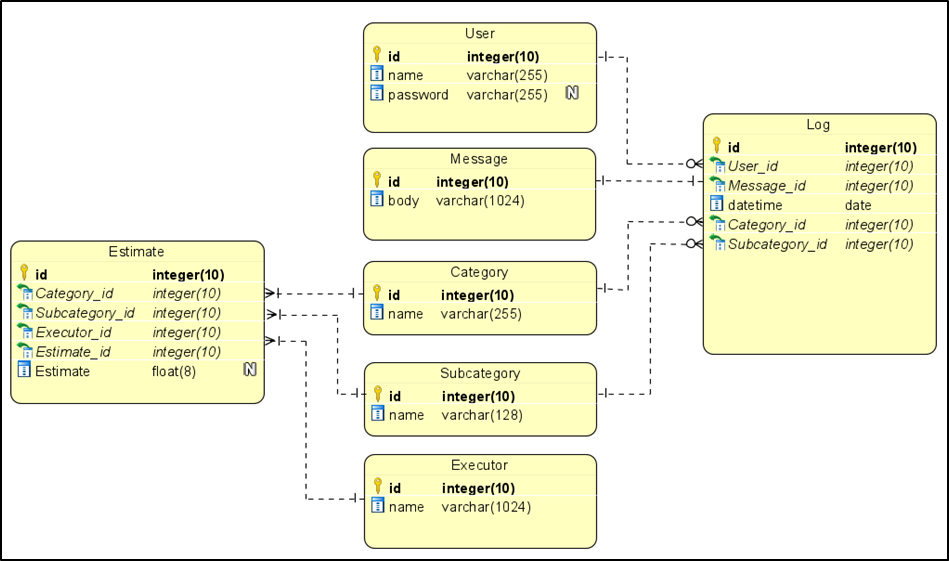 User
id integer(10)
name varchar(255)
password varchar(255) N
Message
id integer(10)
body varchar(1024)
Category
id integer(10)
name varchar(255)
Subcategory
id integer(10)
name varchar(128)
Executor
id integer(10)
name varchar(1024)
Estimate
id integer(10)
Category_id integer(10)
Subcategory_id integer(10)
Executor_id integer(10)
Estimate_id integer(10)
Estimate float(8) N
Log
id integer(10)
User_id integer(10)
Message_id integer(10)
datetime date
Category_id integer(10)
Subcategory_id integer(10)